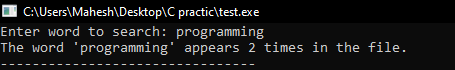 C:\Users\Mahesh\Desktop\C practic\test.exe
Enter word to search: programming
The word 'programming' appears 2 times in the file.
--------------------------------